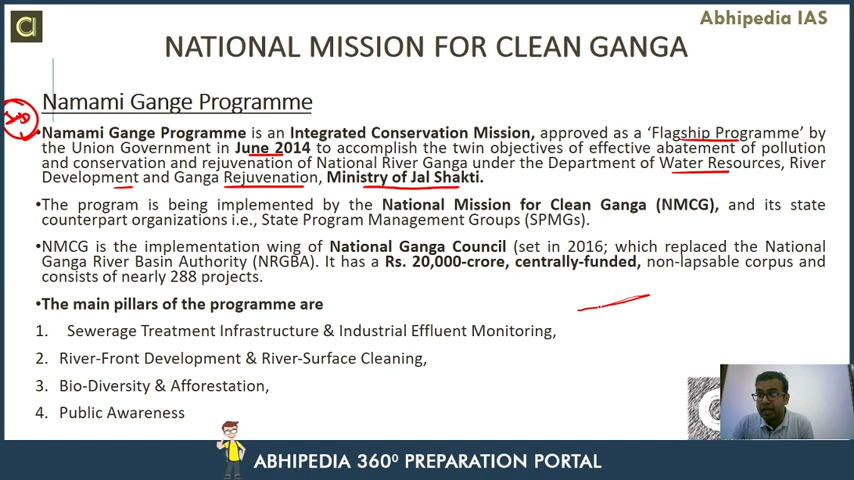 Abhipedia IAS
a
NATIONAL MISSION FOR CLEAN GANGA
Namami Gange Programme
•Namami Gange Programme is an Integrated Conservation Mission, approved as a ‘Flagship Programme’ by
the Union Government in June 2014 to accomplish the twin objectives of effective abatement of pollution
and conservation and rejuvenation of National River Ganga under the Department of Water Resources, River
Development and Ganga Rejuvenation, Ministry of Jal Shakti.
•The program is being implemented by the National Mission for Clean Ganga (NMCG), and its state
counterpart organizations i.e., State Program Management Groups (SPMGs).
•NMCG is the implementation wing of National Ganga Council (set in 2016; which replaced the National
Ganga River Basin Authority (NRGBA). It has a Rs. 20,000-crore, centrally-funded, non-lapsable corpus and
consists of nearly 288 projects.
•The main pillars of the programme are
1. Sewerage Treatment Infrastructure & Industrial Effluent Monitoring,
2. River-Front Development & River-Surface Cleaning,
3. Bio-Diversity & Afforestation,
4. Public Awareness
ABHIPEDIA 360⁰ PREPARATION PORTAL